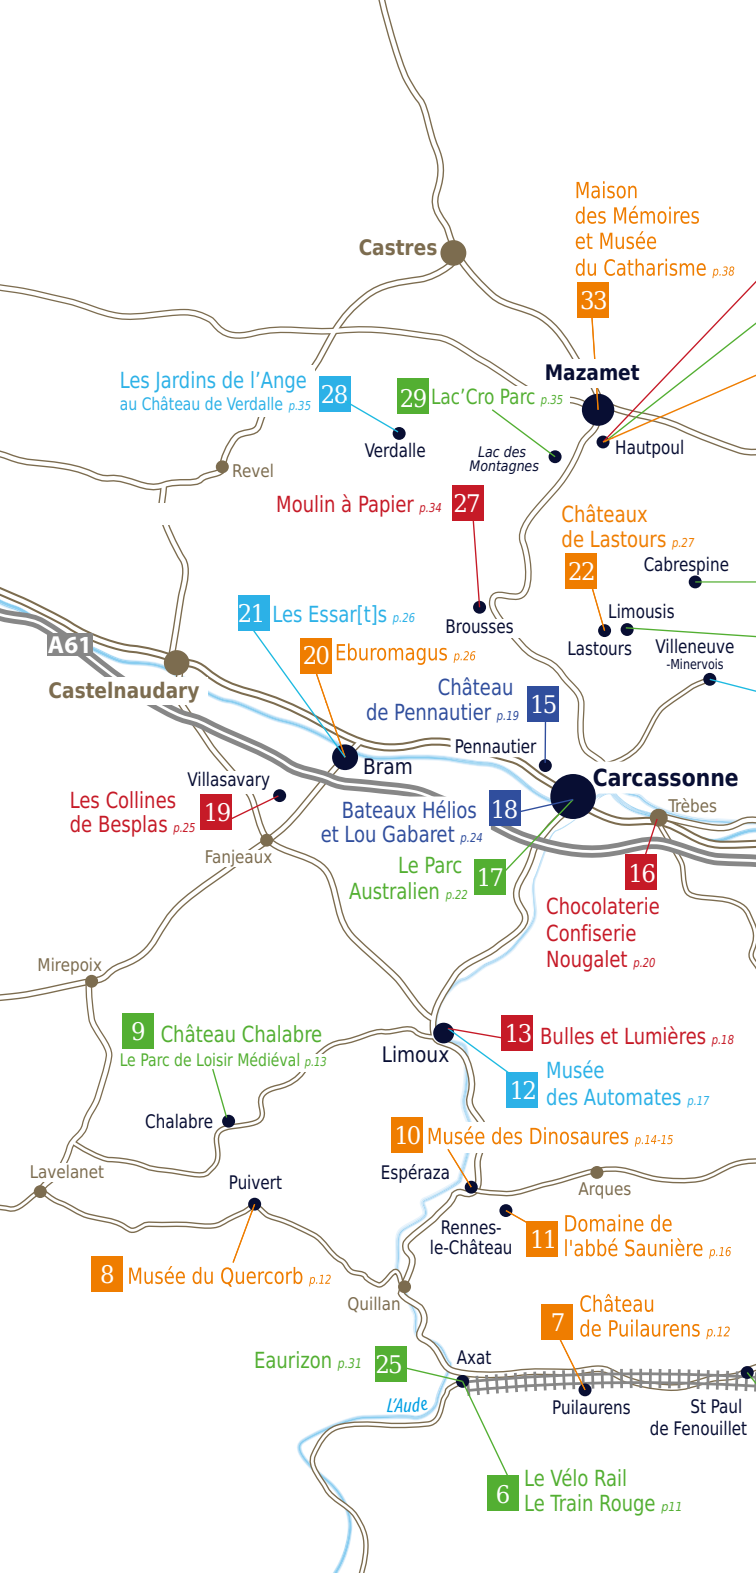 Castres
Maison
des Mémoires
et Musée
du Catharisme p.38
33
Mazamet
Les Jardins de l’Ange
au Château de Verdalle p.35
28
29
Lac’Cro Parc p.35
Verdalle
Lac des
Montagnes
Hautpoul
Revel
Moulin à Papier p.34
27
Châteaux
de Lastours p.27
22
Cabrespine
Limousis
Brousses
Lastours
Villeneuve
-Minervois
21
Les Essar[t]s p.26
20
Eburomagus p.26
A61
Castelnaudary
Château
de Pennautier p.19
15
Pennautier
Bram
Carcassonne
Villasavary
Les Collines
de Besplas p.25
19
Bateaux Hélios
et Lou Gabaret p.24
18
Trèbes
Fanjeaux
Le Parc
Australien p.22
17
16
Chocolaterie
Confiserie
Nougalet p.20
Mirepoix
9
Château Chalabre
Le Parc de Loisir Médiéval p.13
13
Bulles et Lumières p.18
Limoux
12
Musée
des Automates p.17
Chalabre
10
Musée des Dinosaures p.14-15
Lavelanet
Puivert
Espéraza
Arques
Rennes-
le-Château
11
Domaine de
l'abbé Saunière p.16
8
Musée du Quercorb p.12
Quillan
7
Château
de Puilaurens p.12
Eaurizon p.31
25
Axat
L’Aude
Puilaurens
St Paul
de Fenouillet
6
Le Vélo Rail
Le Train Rouge p11